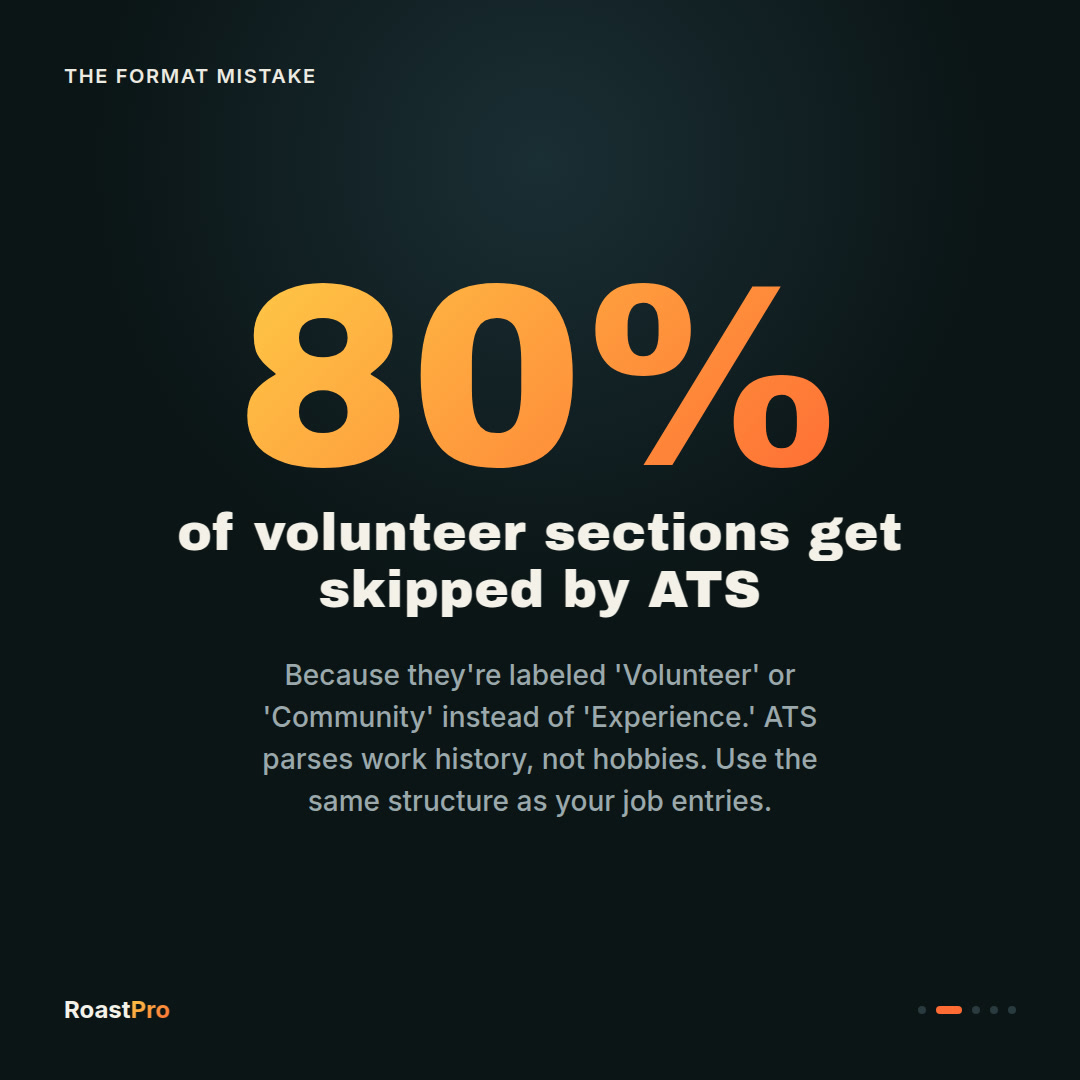 THE FORMAT MISTAKE
80%
of volunteer sections get
skipped by ATS
Because they're labeled 'Volunteer' or
'Community' instead of 'Experience.' ATS
parses work history, not hobbies. Use the
same structure as your job entries.
RoastPro